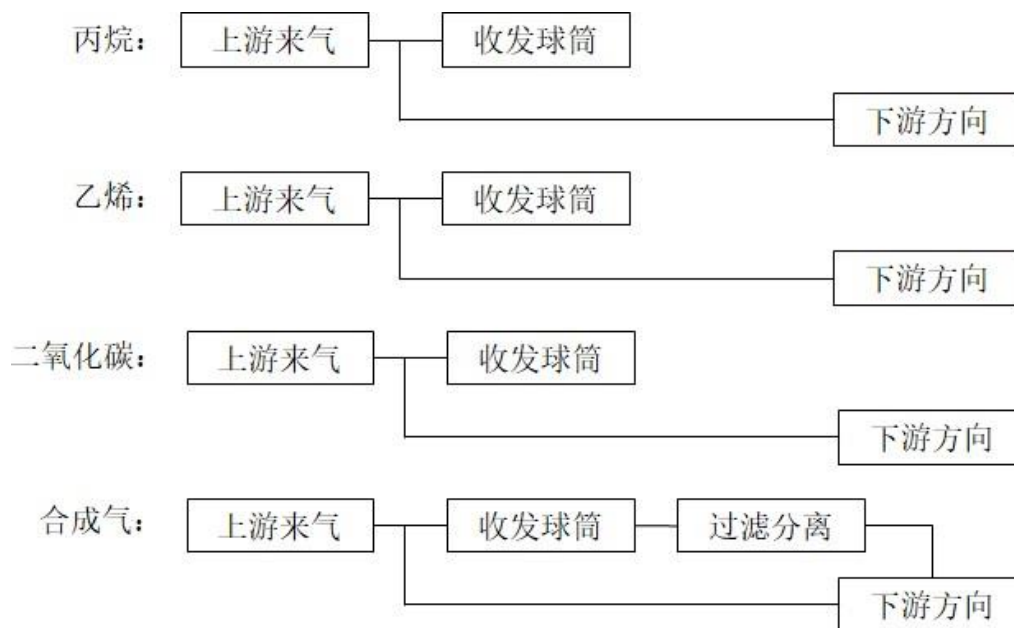 丙烷： 上游来气 收发球筒
下游方向
乙烯： 上游来气 收发球筒
下游方向
二氧化碳： 上游来气 收发球筒
下游方向
合成气： 上游来气 收发球筒 过滤分离
下游方向